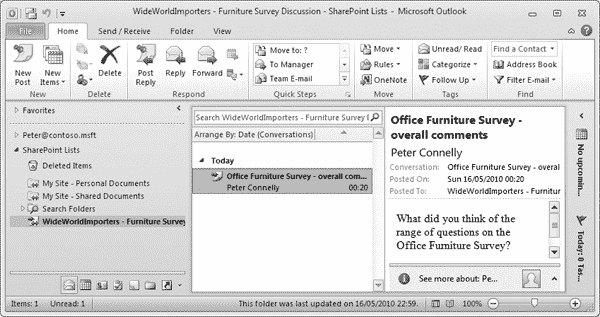 WideWorldImporters - Furniture Survey Discussion - SharePoint Lists - Microsoft Outlook
File Home Send / Receive Folder View
New Post
New Items
Delete
Delete
Post Reply
Reply
Forward
Respond
Move to: ?
To Manager
Team E-mail
Quick Steps
Move
Rules
OneNote
Move
Unread/ Read
Categorize
Follow Up
Tags
Find a Contact
Address Book
Filter E-mail
Find
Favorites
Peter@contoso.msft
SharePoint Lists
Deleted Items
My Site - Personal Documents
My Site - Shared Documents
Search Folders
WideWorldImporters - Furniture Survey
Search WideWorldImporters - Furniture Survey
Arrange By: Date (Conversations)
Today
Office Furniture Survey - overall com...
Peter Connelly 00:20
Office Furniture Survey - overall comments
Peter Connelly
Conversation: Office Furniture Survey - overal
Posted On: Sun 16/05/2010 00:20
Posted To: WideWorldImporters - Furnitur
What did you think of the
range of questions on the
Office Furniture Survey?
See more about: Pe...
No upcomin...
Today: 0 Tas...
Items: 1 Unread: 1
This folder was last updated on 16/05/2010 22:59.
100%